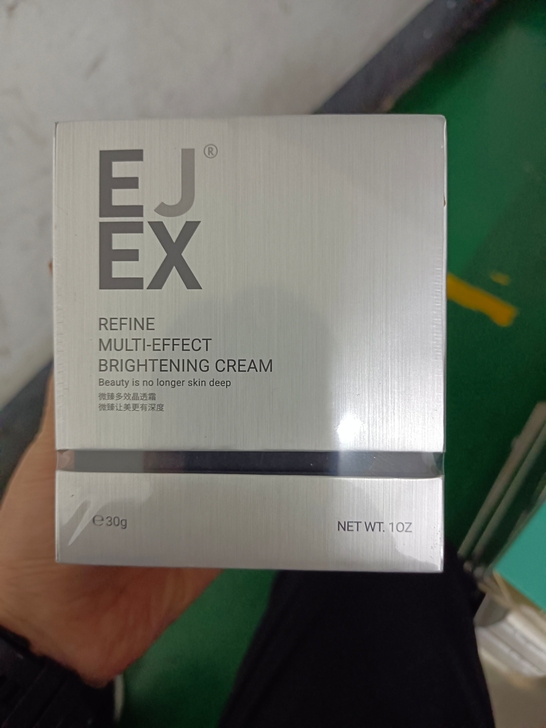 EJ®
EX
REFINE
MULTI-EFFECT
BRIGHTENING CREAM
Beauty is no longer skin deep
微臻多效晶透霜
微臻让美更有深度
℮30g
NET WT. 1OZ